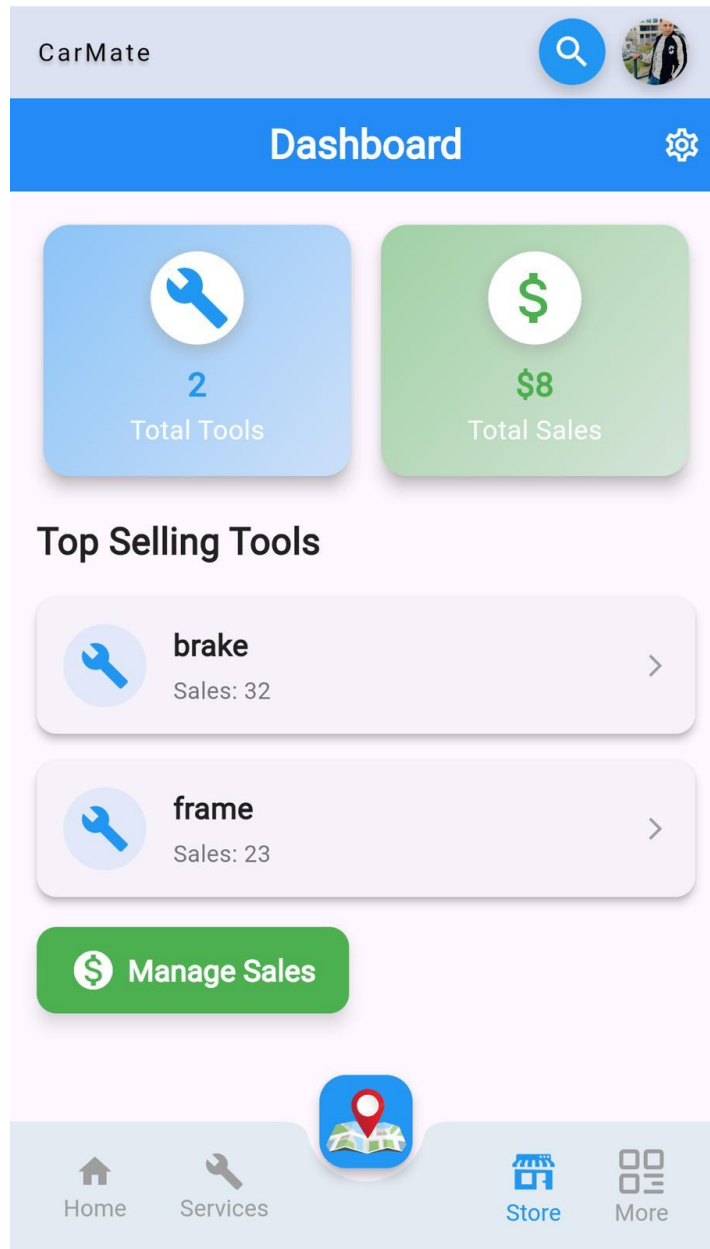 CarMate
Dashboard
2
Total Tools
$
$8
Total Sales
Top Selling Tools
brake
Sales: 32
frame
Sales: 23
$ Manage Sales
Home
Services
Store
More